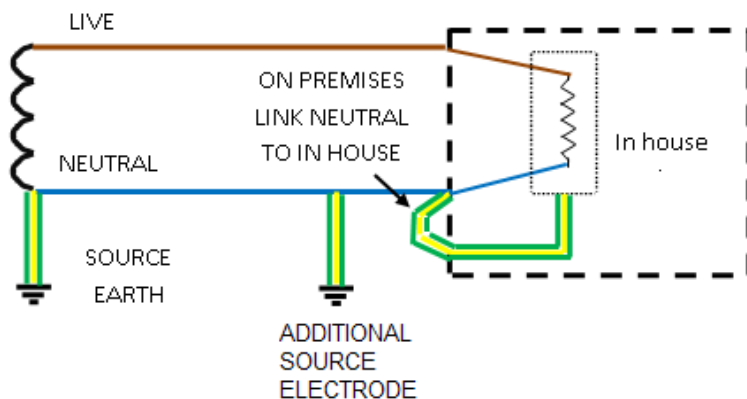 LIVE
ON PREMISES
LINK NEUTRAL
TO IN HOUSE
In house
NEUTRAL
SOURCE
EARTH
ADDITIONAL
SOURCE
ELECTRODE